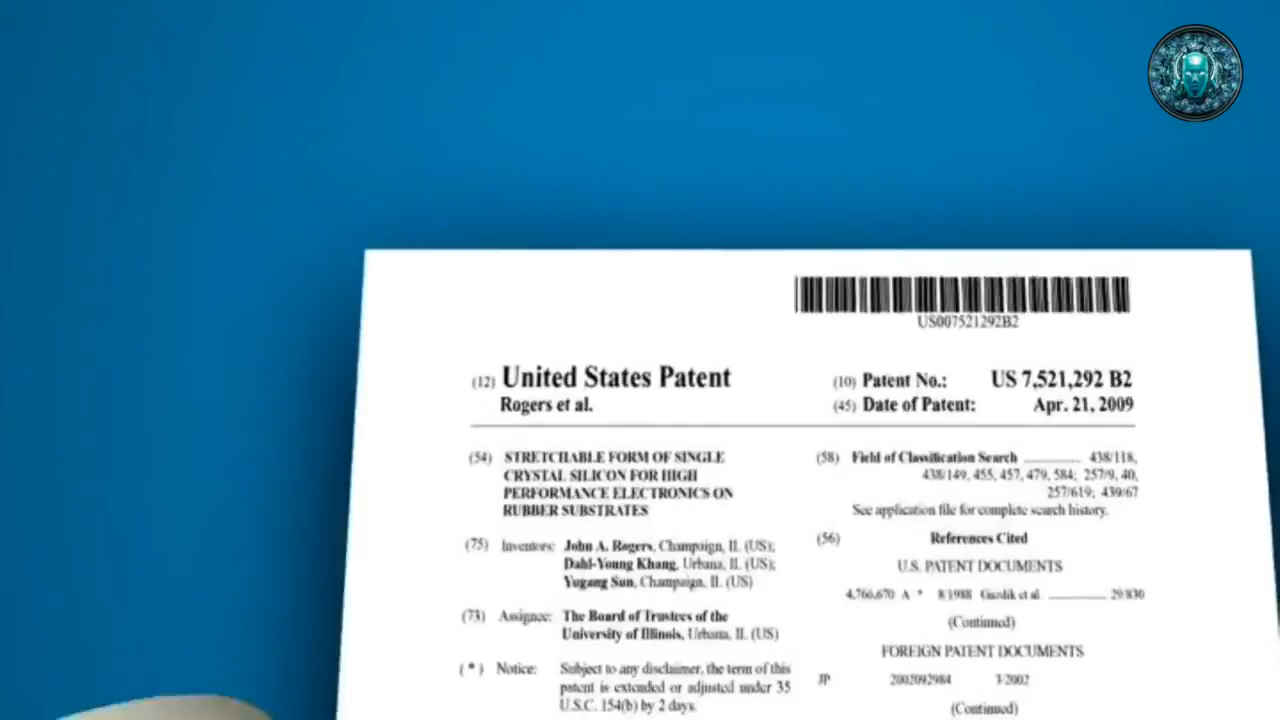 US007521292B2
(12) United States Patent
Rogers et al.
(10) Patent No.: US 7,521,292 B2
(45) Date of Patent: Apr. 21, 2009
(54) STRETCHABLE FORM OF SINGLE
CRYSTAL SILICON FOR HIGH
PERFORMANCE ELECTRONICS ON
RUBBER SUBSTRATES
(75) Inventors: John A. Rogers, Champaign, IL (US);
Dahl-Young Khang, Urbana, IL (US);
Yugang Sun, Champaign, IL (US)
(73) Assignee: The Board of Trustees of the
University of Illinois, Urbana, IL (US)
( * ) Notice: Subject to any disclaimer, the term of this
patent is extended or adjusted under 35
U.S.C. 154(b) by 2 days.
(58) Field of Classification Search .......... 438/118,
438/149, 455, 457, 479, 584; 257/9, 40,
257/619; 439/67
See application file for complete search history.
(56) References Cited
U.S. PATENT DOCUMENTS
4,766,670 A * 8/1988 Gazdik et al. .......... 29/830
(Continued)
FOREIGN PATENT DOCUMENTS
JP 2002092984 3/2002
(Continued)